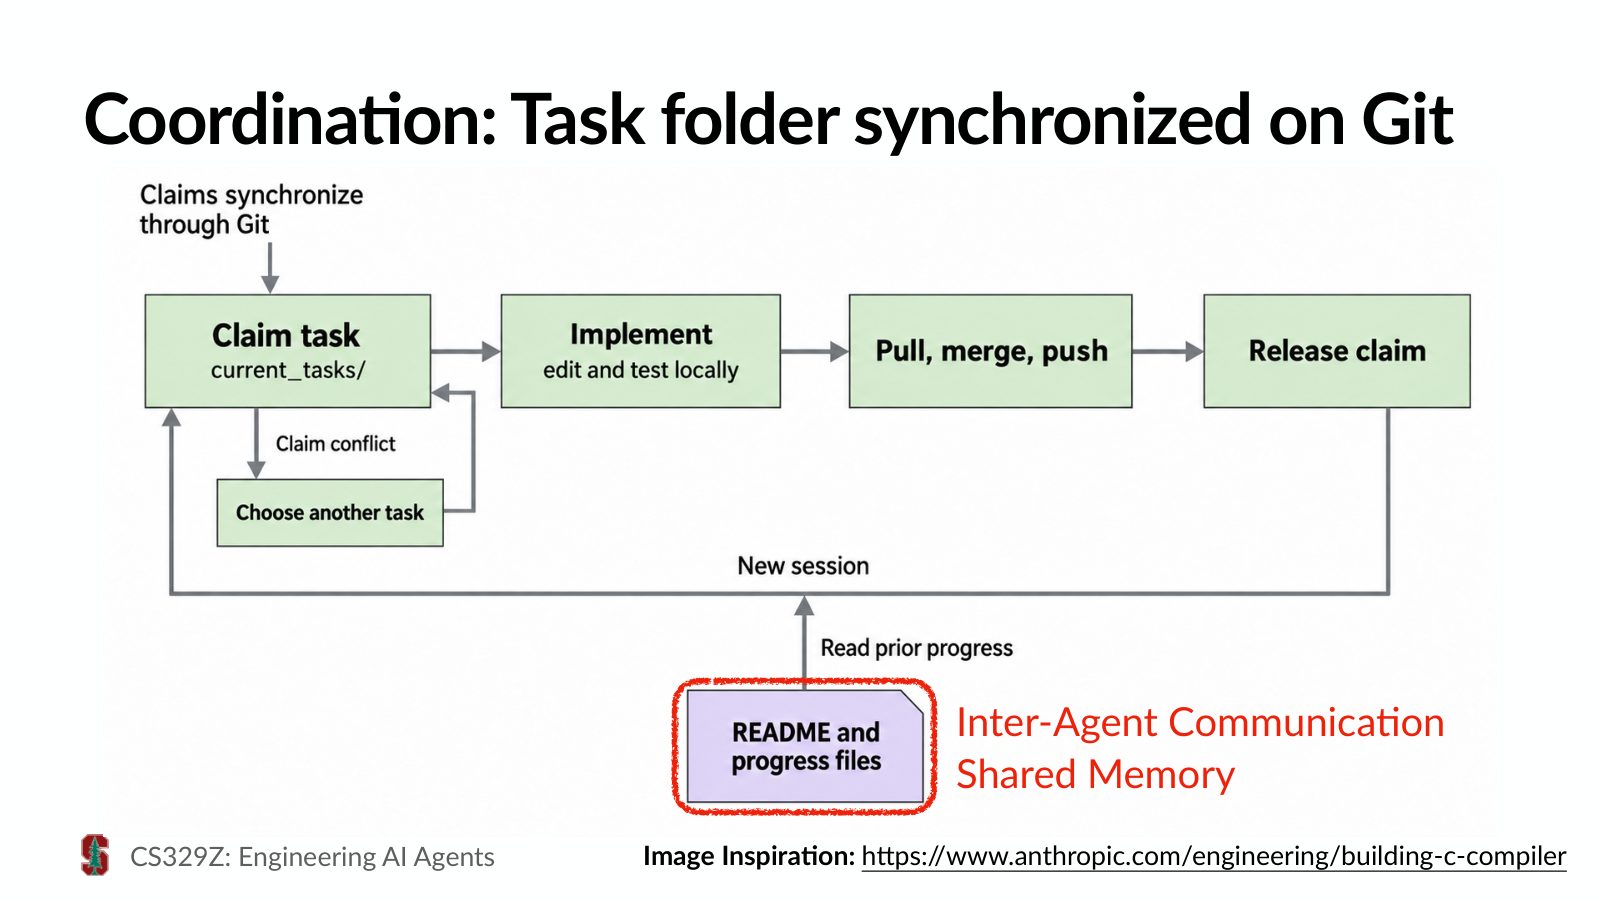 Coordination: Task folder synchronized on Git
Claims synchronize
through Git
Claim task
current_tasks/
Implement
edit and test locally
Pull, merge, push
Release claim
Claim conflict
Choose another task
New session
Read prior progress
README and
progress files
Inter-Agent Communication
Shared Memory
CS329Z: Engineering AI Agents
Image Inspiration: https://www.anthropic.com/engineering/building-c-compiler